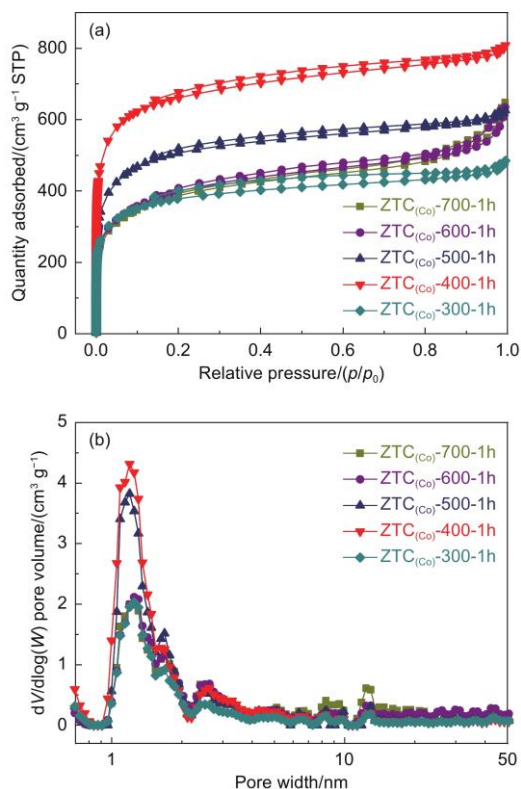 (a)
Quantity adsorbed/(cm³ g⁻¹ STP)
800
600
400
800
0
ZTC(Co)-700-1h
ZTC(Co)-600-1h
ZTC(Co)-500-1h
ZTC(Co)-400-1h
ZTC(Co)-300-1h
0.0 0.2 0.4 0.6 0.8 1.0
Relative pressure/(p/p₀)
(b)
dV/dlog(W) pore volume/(cm³ g⁻¹)
5
4
3
2
1
0
ZTC(Co)-700-1h
ZTC(Co)-600-1h
ZTC(Co)-500-1h
ZTC(Co)-400-1h
ZTC(Co)-300-1h
1 10 50
Pore width/nm